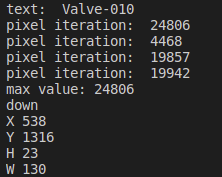 text:  Valve-010
pixel iteration:  24806
pixel iteration:  4468
pixel iteration:  19857
pixel iteration:  19942
max value: 24806
down
X 538
Y 1316
H 23
W 130